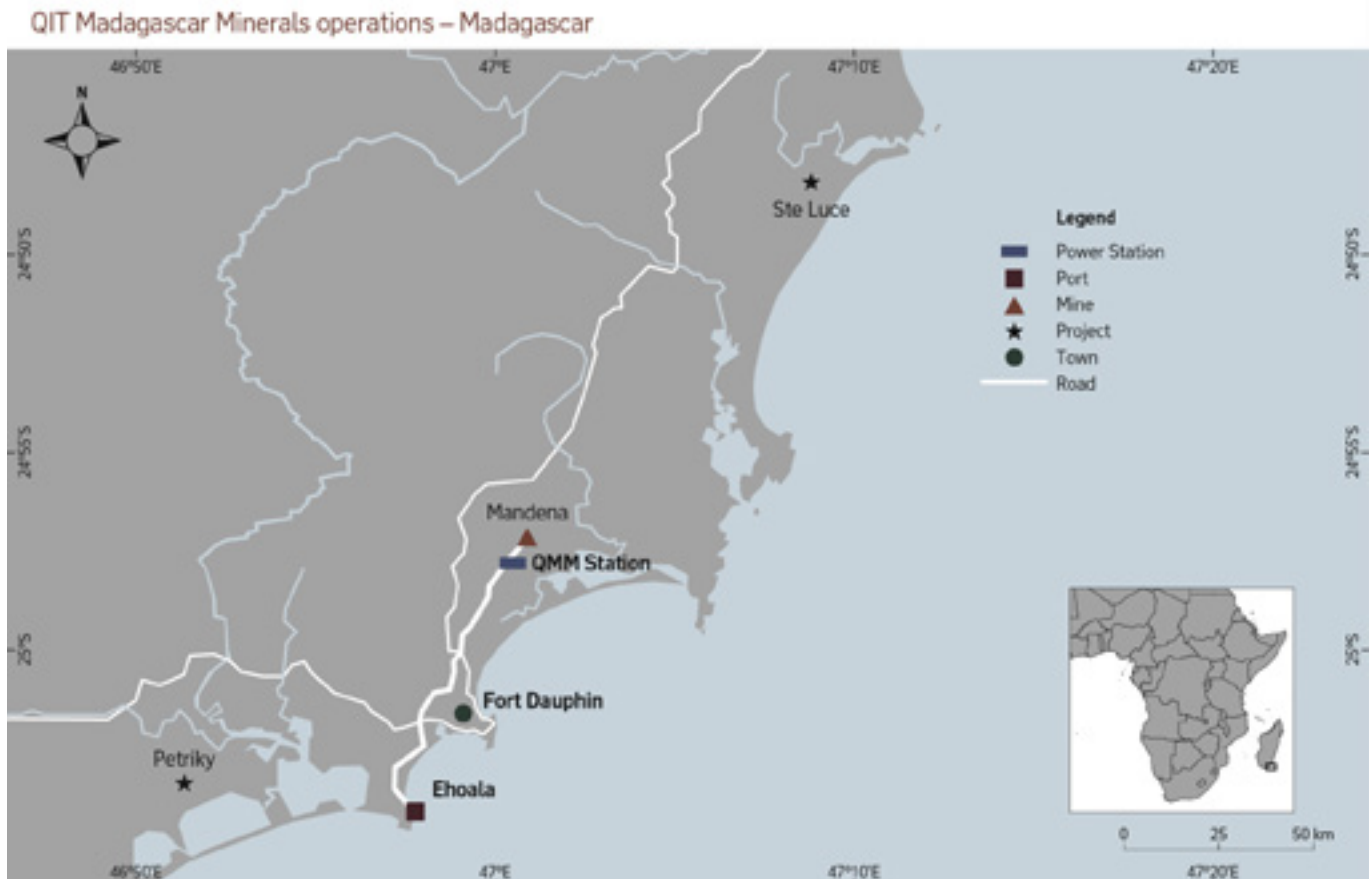 QIT Madagascar Minerals operations – Madagascar
46°50'E
47°E
47°10'E
47°20'E
N
Ste Luce
Legend
Power Station
Port
Mine
Project
Town
Road
24°50'S
24°50'S
24°55'S
24°55'S
Mandena
QMM Station
25°S
25°S
Fort Dauphin
Petriky
Ehoala
0 25 50 km
46°50'E
47°E
47°10'E
47°20'E